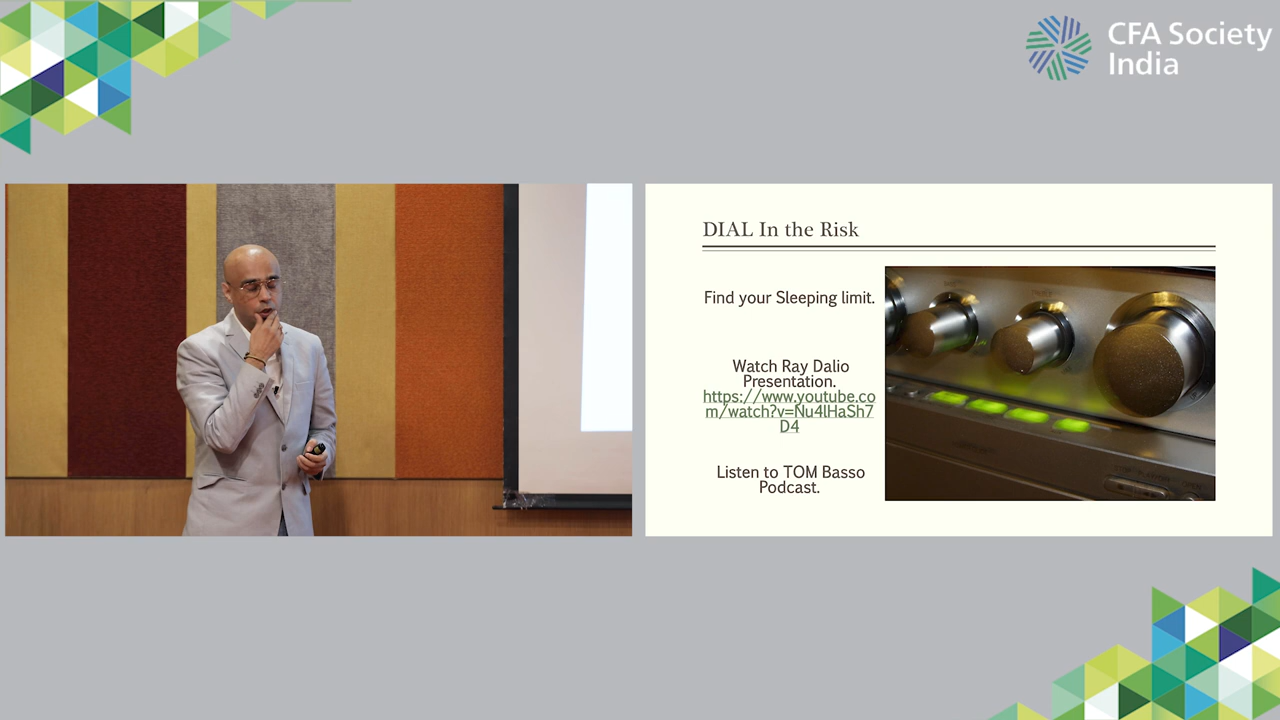 CFA Society
India
DIAL In the Risk
Find your Sleeping limit.
Watch Ray Dalio
Presentation.
https://www.youtube.co
m/watch?v=Nu4lHaSh7
D4
Listen to TOM Basso
Podcast.